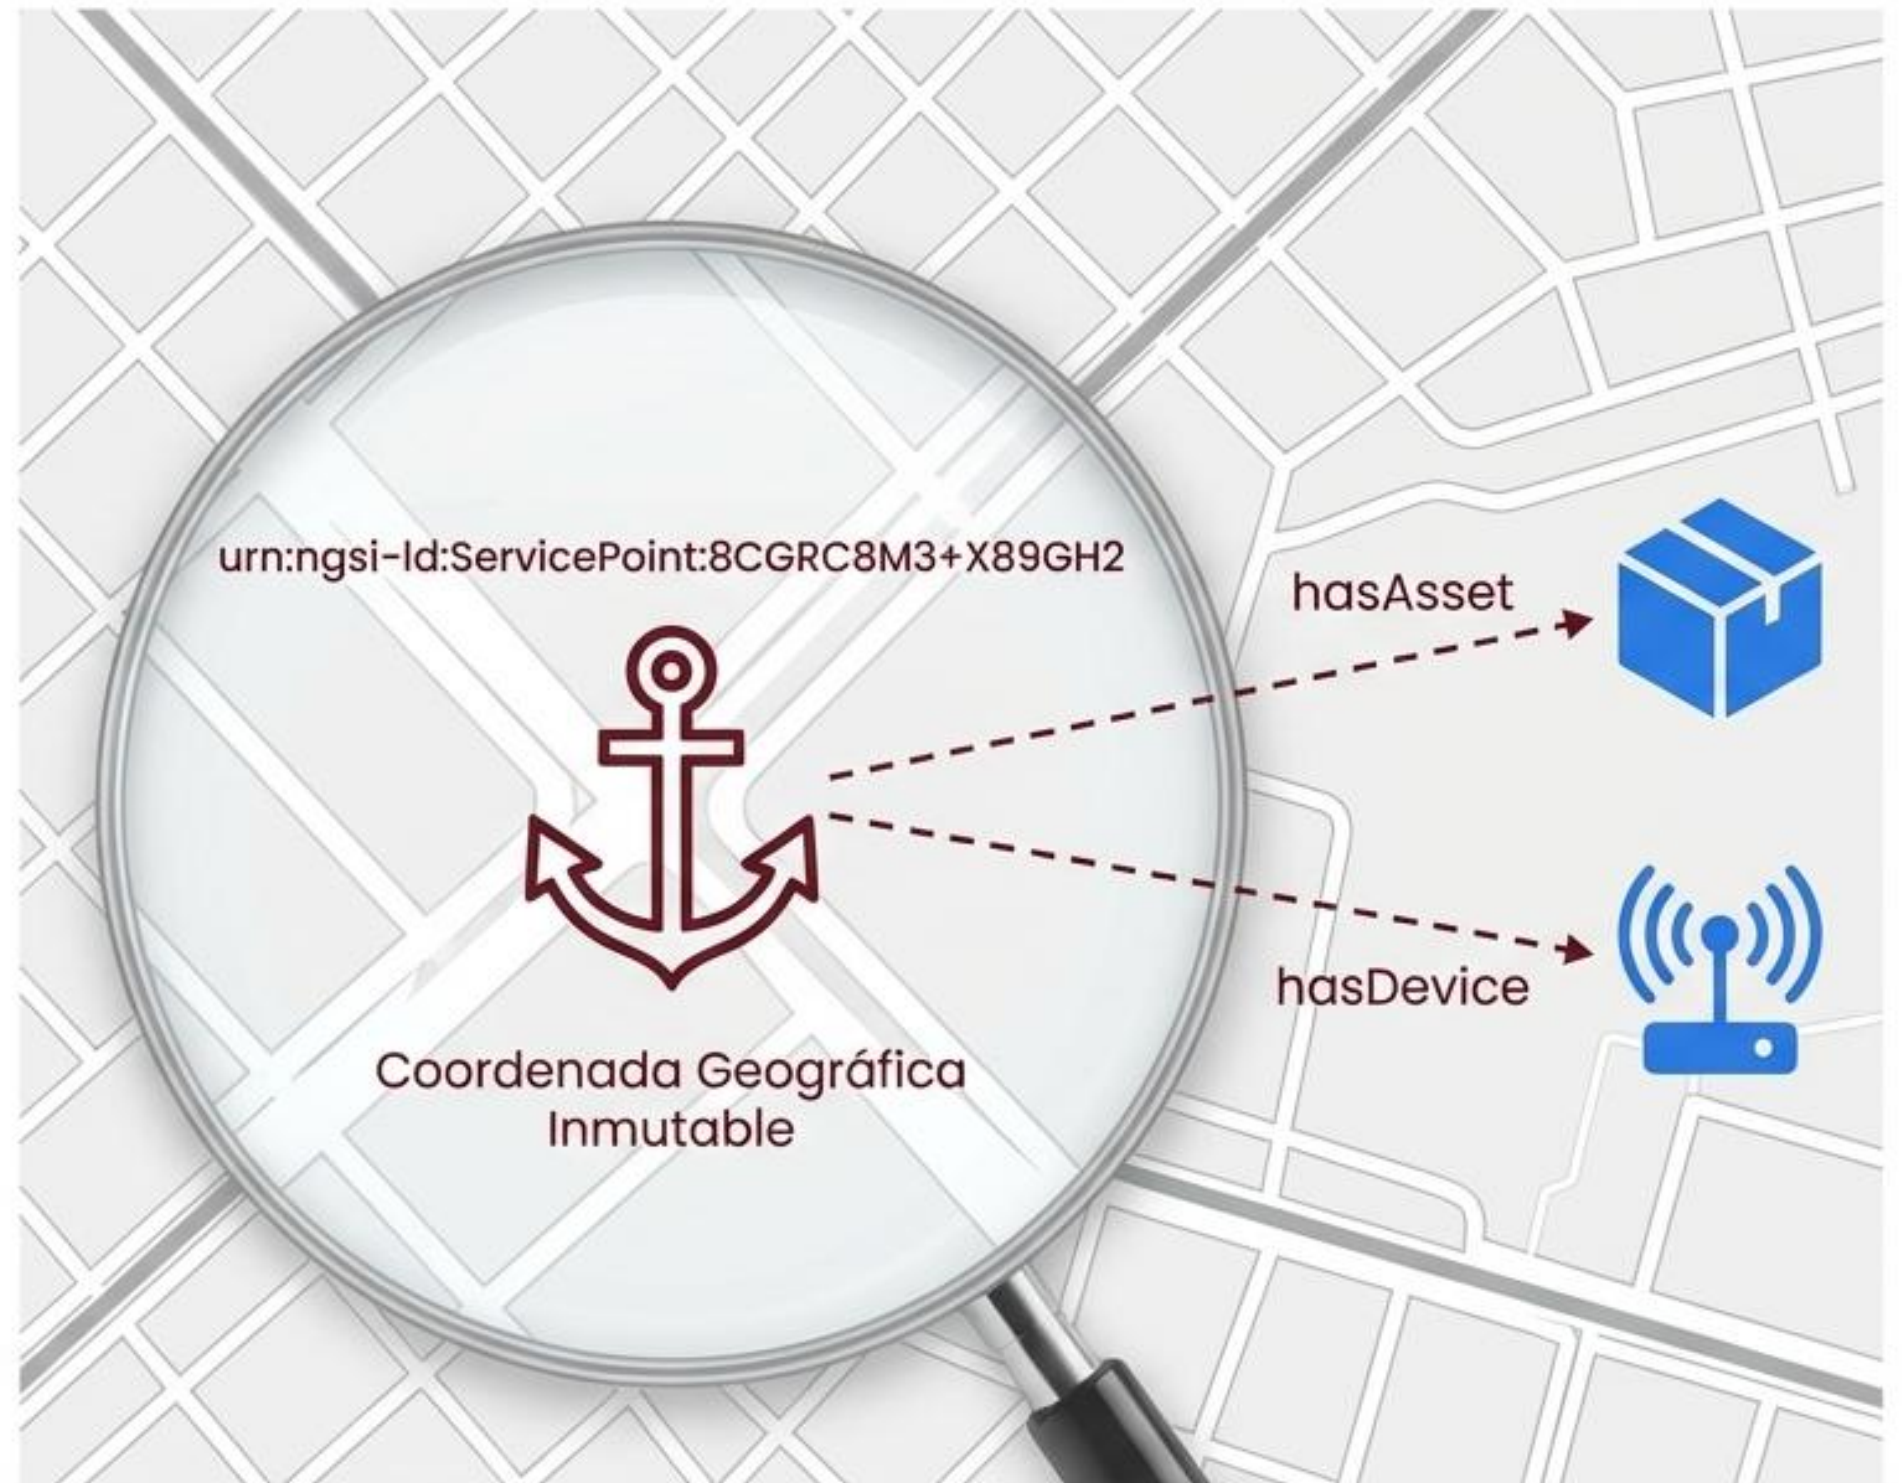 urn:ngsi-ld:ServicePoint:8CGRC8M3+X89GH2
hasAsset
hasDevice
Coordenada Geográfica
Inmutable